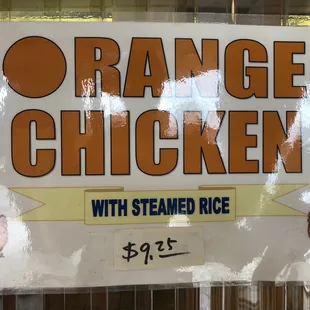 ORANGE
CHICKEN
WITH STEAMED RICE
$9.25